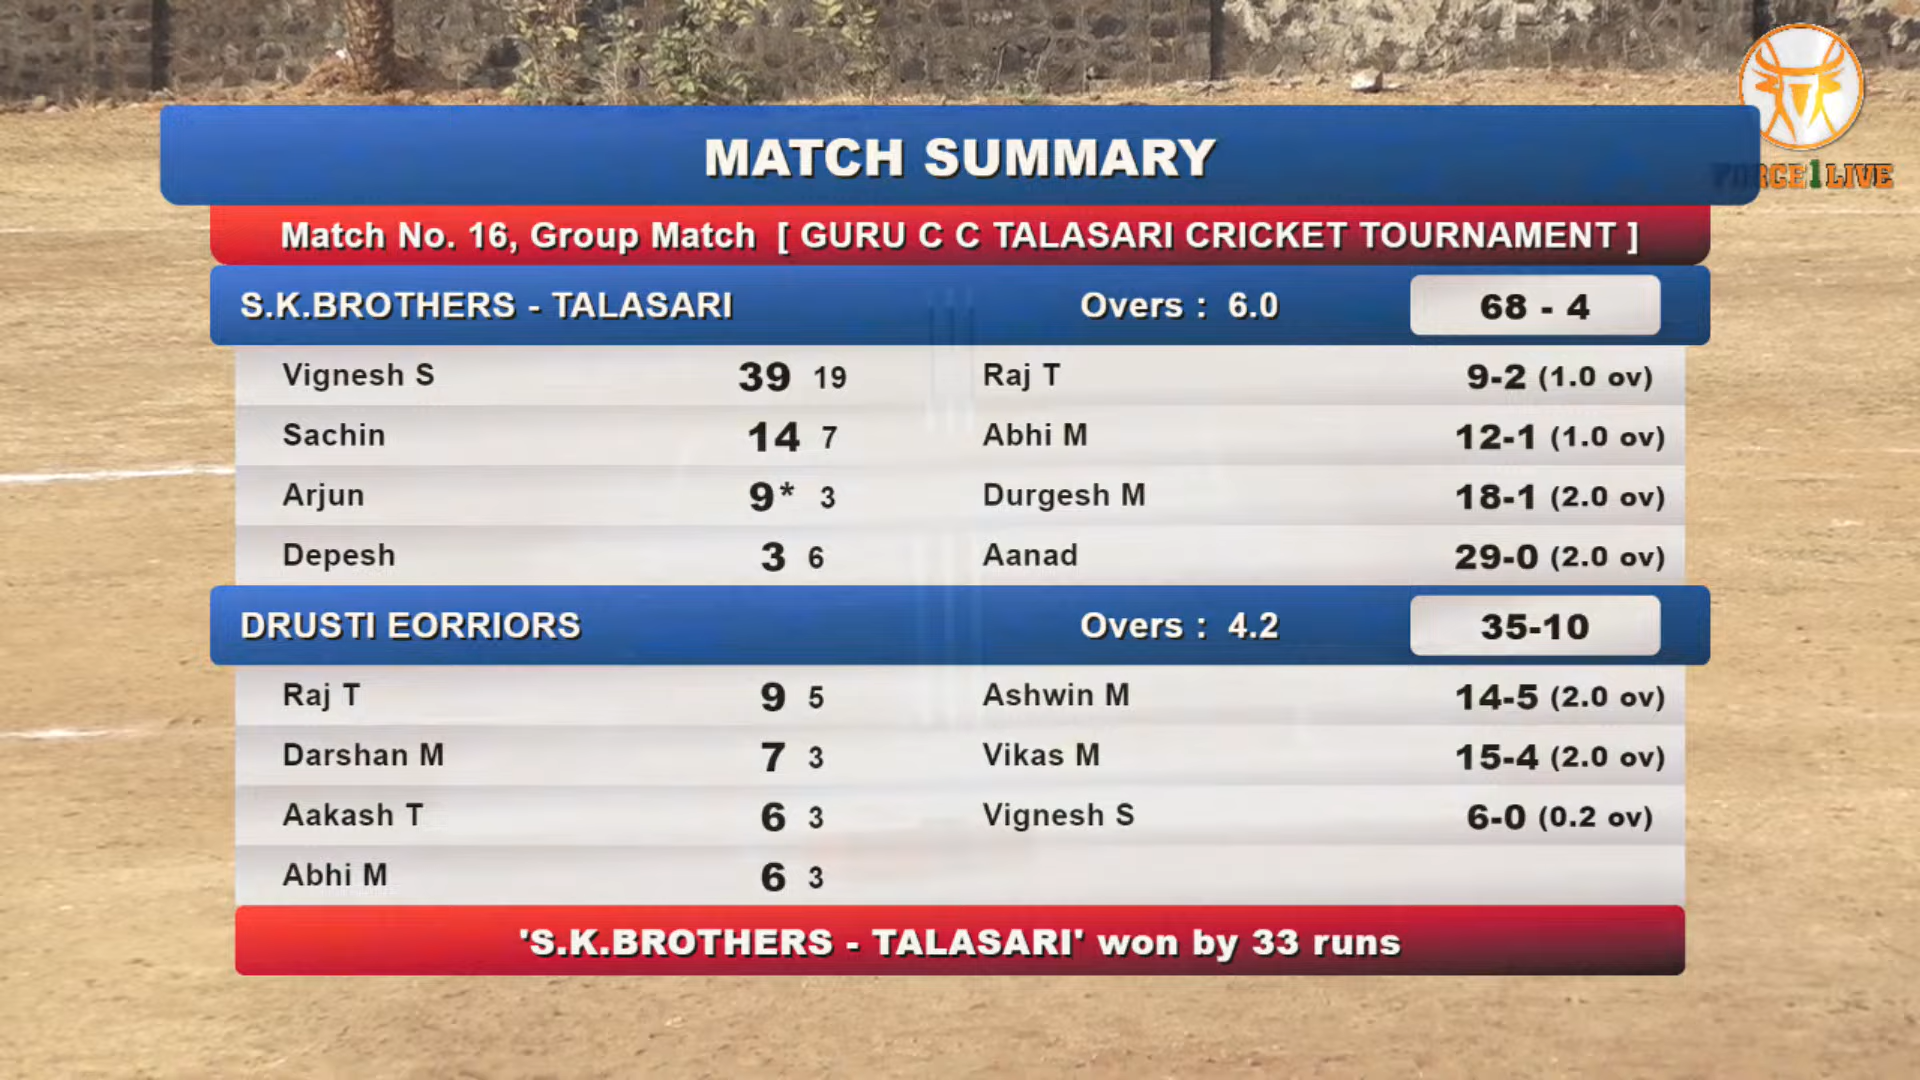 FORCE1LIVE
MATCH SUMMARY
Match No. 16, Group Match [ GURU C C TALASARI CRICKET TOURNAMENT ]
S.K.BROTHERS - TALASARI Overs : 6.0 68 - 4
Vignesh S 39 19 Raj T 9-2 (1.0 ov)
Sachin 14 7 Abhi M 12-1 (1.0 ov)
Arjun 9* 3 Durgesh M 18-1 (2.0 ov)
Depesh 3 6 Aanad 29-0 (2.0 ov)
DRUSTI EORRIORS Overs : 4.2 35-10
Raj T 9 5 Ashwin M 14-5 (2.0 ov)
Darshan M 7 3 Vikas M 15-4 (2.0 ov)
Aakash T 6 3 Vignesh S 6-0 (0.2 ov)
Abhi M 6 3
'S.K.BROTHERS - TALASARI' won by 33 runs